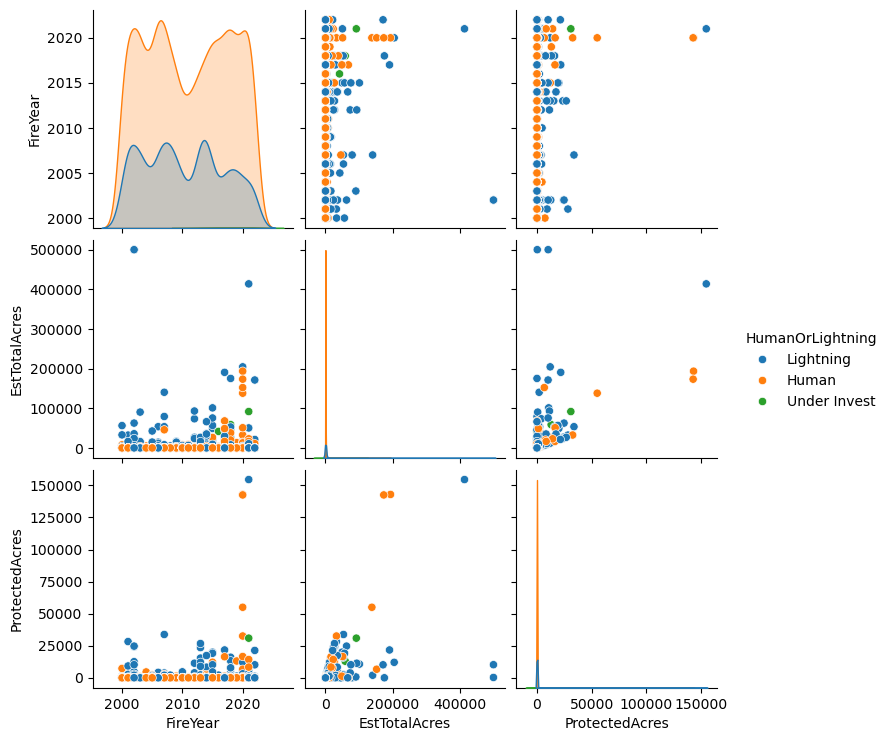 FireYear
2020
2015
2010
2005
2000
EstTotalAcres
500000
400000
300000
200000
100000
0
HumanOrLightning
Lightning
Human
Under Invest
ProtectedAcres
150000
125000
100000
75000
50000
25000
0
2000 2010 2020
0 200000 400000
0 50000 100000 150000
FireYear
EstTotalAcres
ProtectedAcres